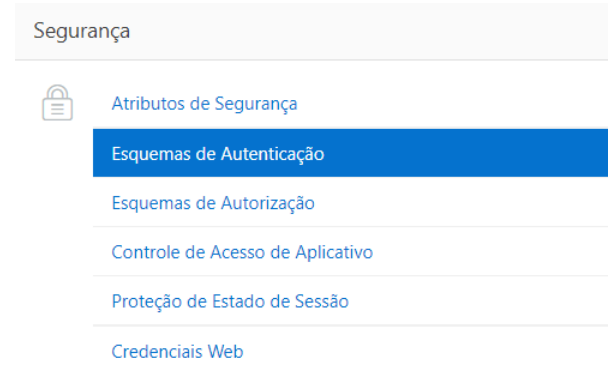 Segurança
Atributos de Segurança
Esquemas de Autenticação
Esquemas de Autorização
Controle de Acesso de Aplicativo
Proteção de Estado de Sessão
Credenciais Web